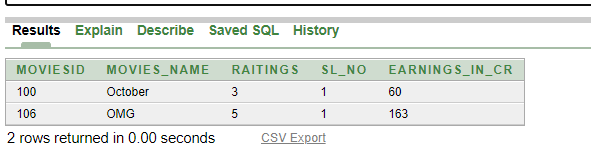 Results Explain Describe Saved SQL History
MOVIESID MOVIES_NAME RAITINGS SL_NO EARNINGS_IN_CR
100 October 3 1 60
106 OMG 5 1 163
2 rows returned in 0.00 seconds CSV Export